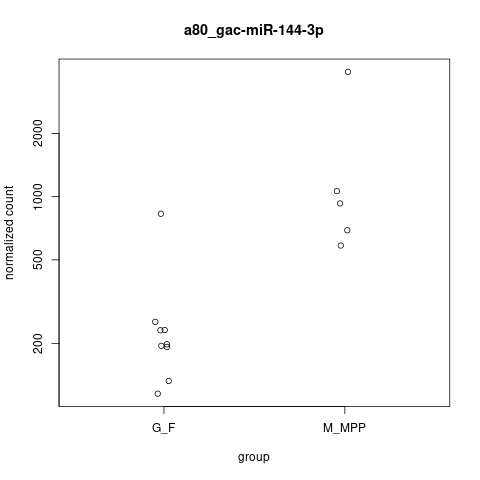 a80_gac-miR-144-3p
normalized count
2000
1000
500
200
G_F
M_MPP
group